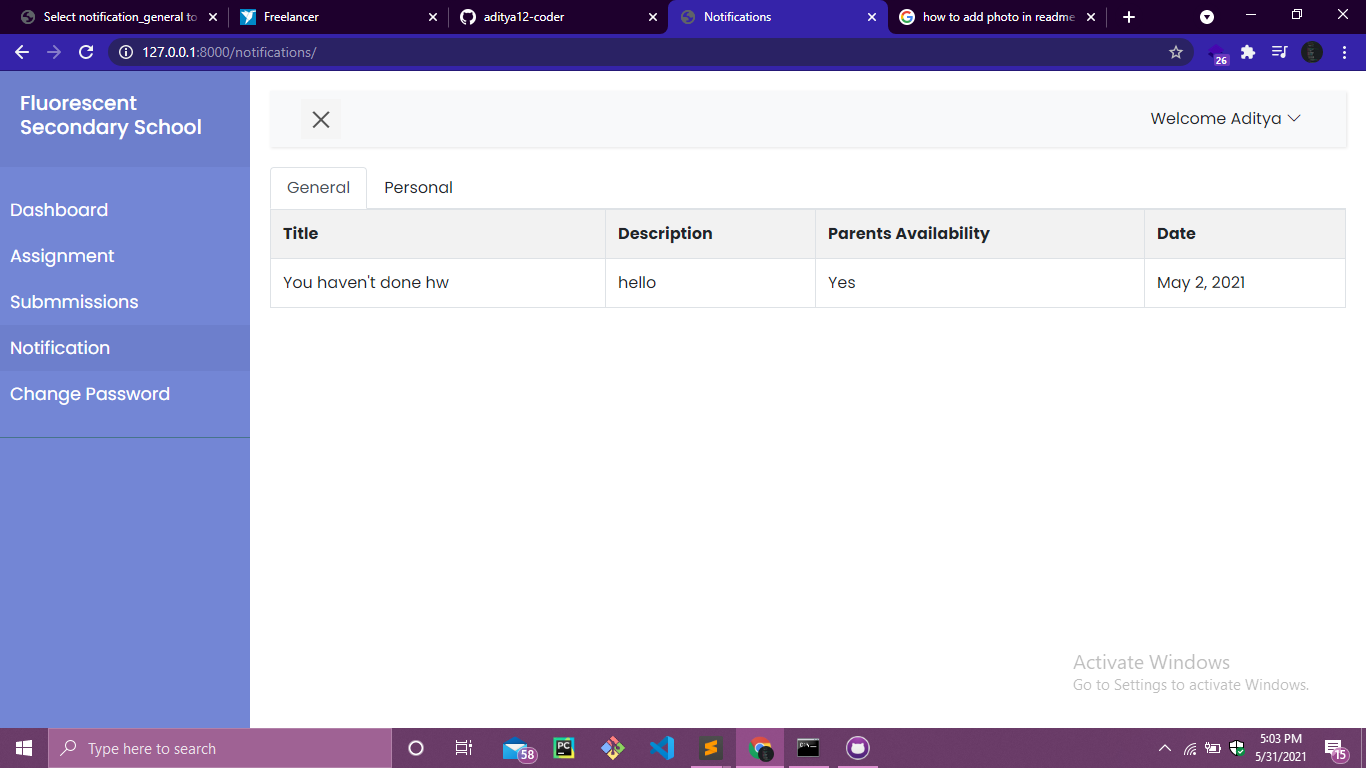 Select notification_general to
Freelancer
aditya12-coder
Notifications
how to add photo in readme
127.0.0.1:8000/notifications/
26
Fluorescent
Secondary School
Welcome Aditya
Dashboard
Assignment
Submmissions
Notification
Change Password
General Personal
Title Description Parents Availability Date
You haven't done hw hello Yes May 2, 2021
Activate Windows
Go to Settings to activate Windows.
Type here to search
58
PC
5:03 PM
5/31/2021
15